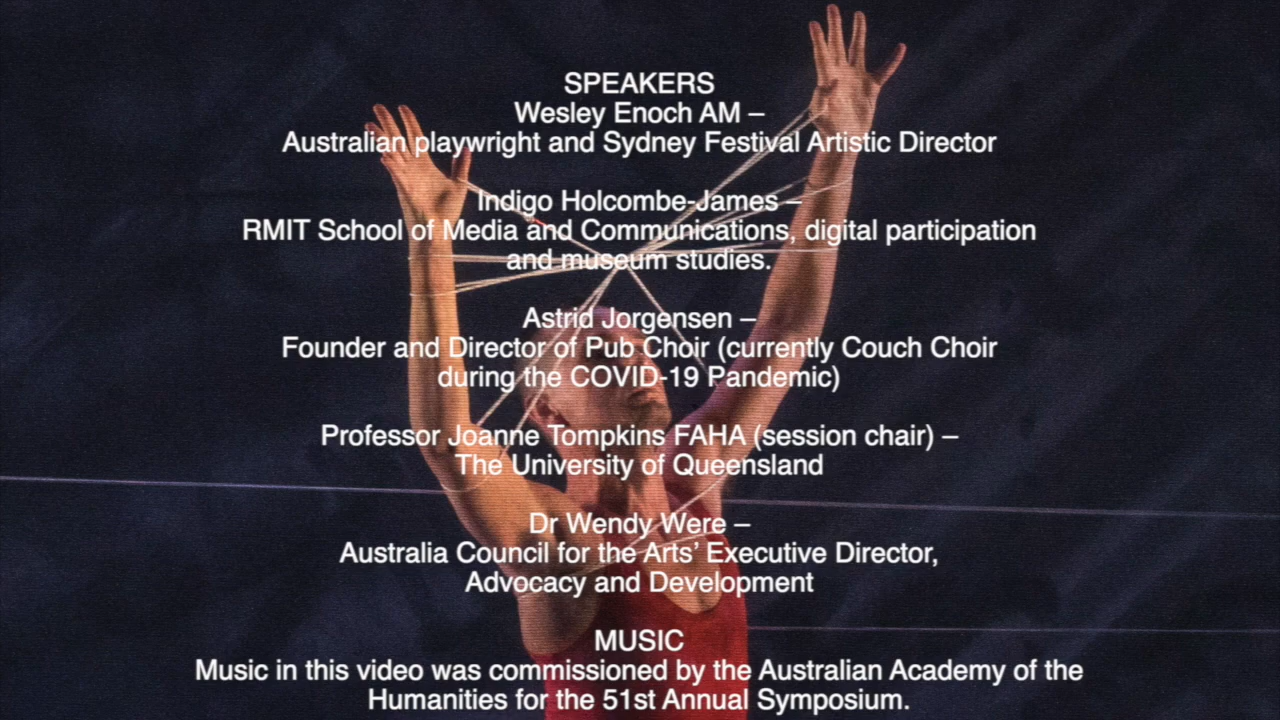 SPEAKERS
Wesley Enoch AM –
Australian playwright and Sydney Festival Artistic Director
Indigo Holcombe-James –
RMIT School of Media and Communications, digital participation
and museum studies.
Astrid Jorgensen –
Founder and Director of Pub Choir (currently Couch Choir
during the COVID-19 Pandemic)
Professor Joanne Tompkins FAHA (session chair) –
The University of Queensland
Dr Wendy Were –
Australia Council for the Arts’ Executive Director,
Advocacy and Development
MUSIC
Music in this video was commissioned by the Australian Academy of the
Humanities for the 51st Annual Symposium.